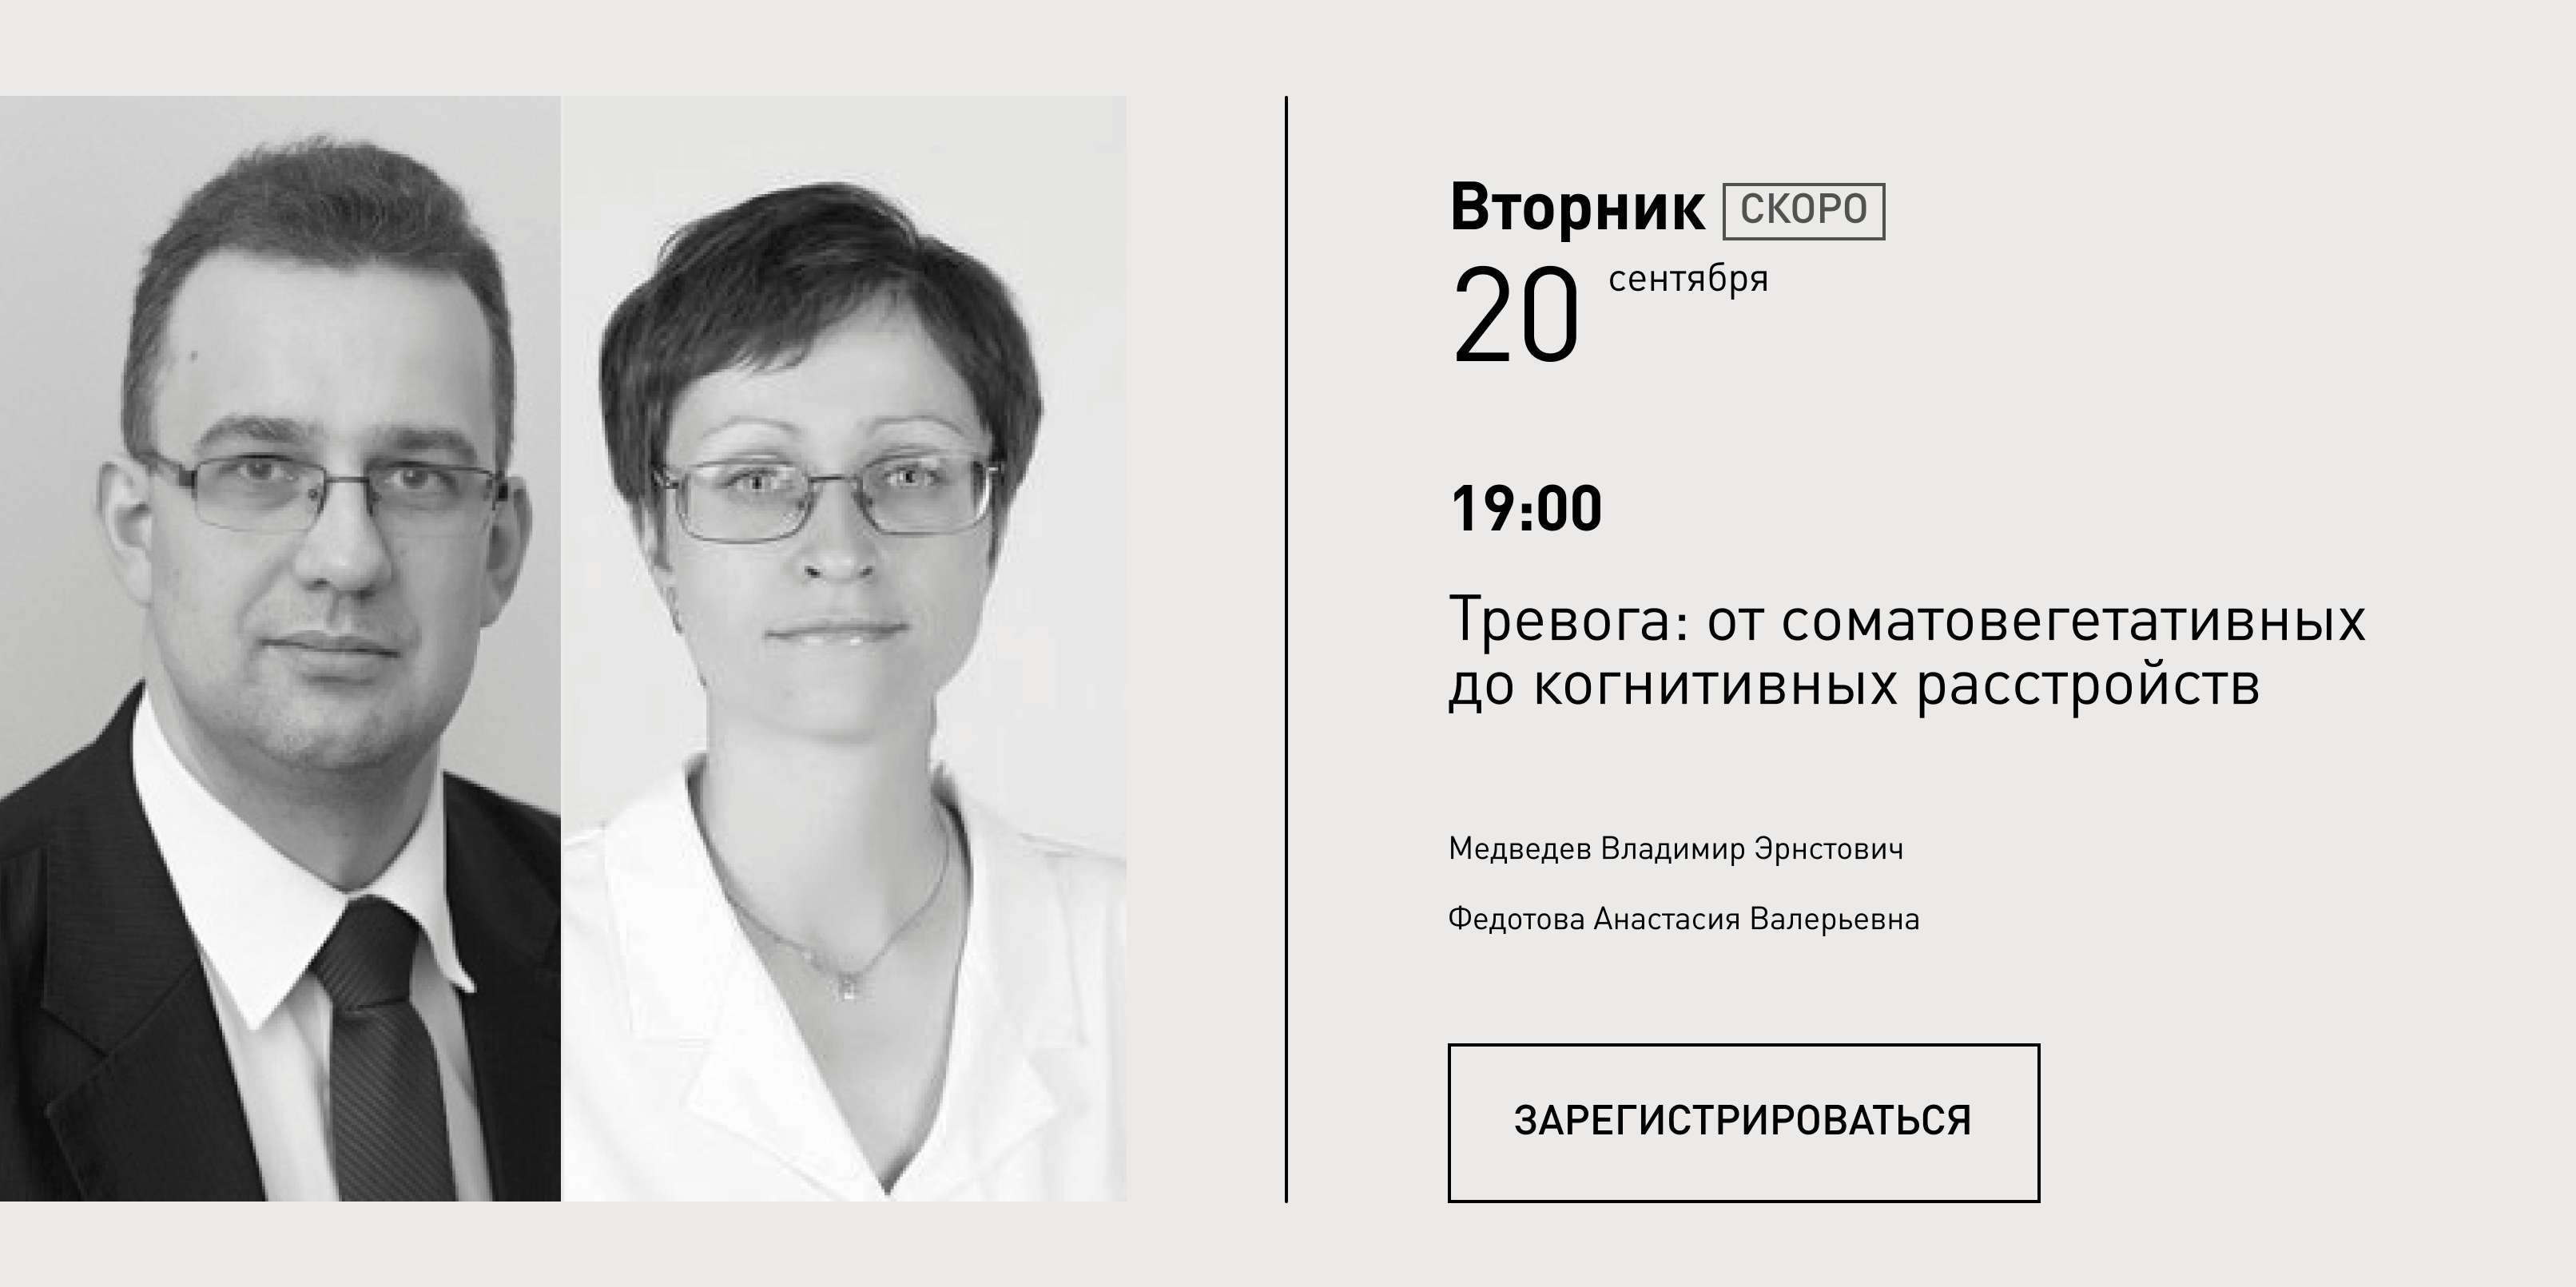 Вторник СКОРО
20 сентября
19:00
Тревога: от соматовегетативных
до когнитивных расстройств
Медведев Владимир Эрнстович
Федотова Анастасия Валерьевна
ЗАРЕГИСТРИРОВАТЬСЯ